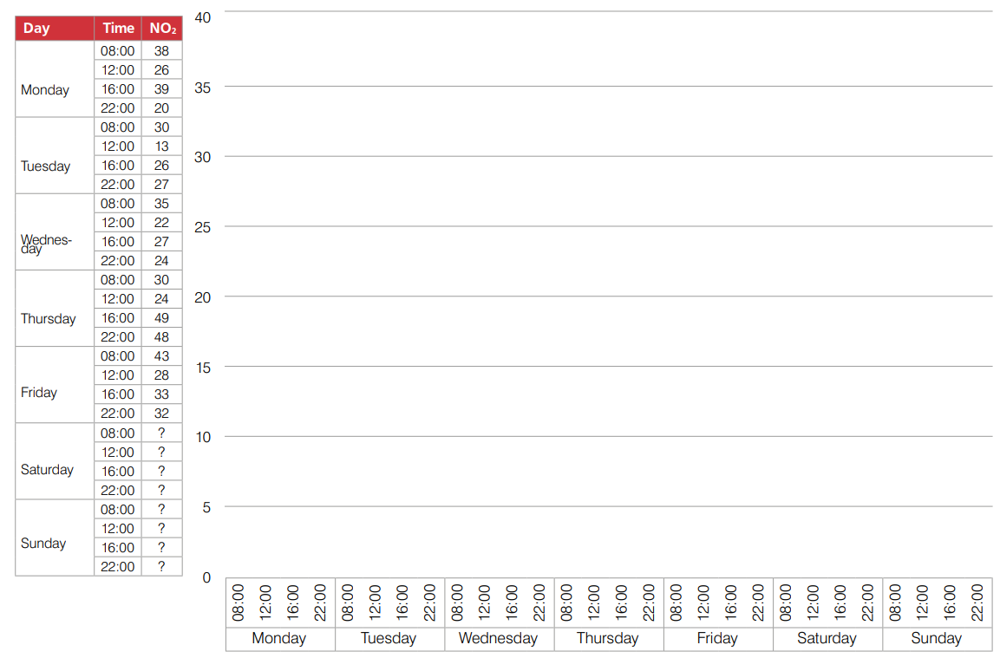 Day Time NO₂
08:00 38
12:00 26
Monday 16:00 39
22:00 20
08:00 30
12:00 13
Tuesday 16:00 26
22:00 27
08:00 35
12:00 22
Wednes-
day 16:00 27
22:00 24
08:00 30
12:00 24
Thursday 16:00 49
22:00 48
08:00 43
12:00 28
Friday 16:00 33
22:00 32
08:00 ?
12:00 ?
Saturday 16:00 ?
22:00 ?
08:00 ?
12:00 ?
Sunday 16:00 ?
22:00 ?
40
35
30
25
20
15
10
5
0
08:00 12:00 16:00 22:00 08:00 12:00 16:00 22:00 08:00 12:00 16:00 22:00 08:00 12:00 16:00 22:00 08:00 12:00 16:00 22:00 08:00 12:00 16:00 22:00 08:00 12:00 16:00 22:00
Monday Tuesday Wednesday Thursday Friday Saturday Sunday